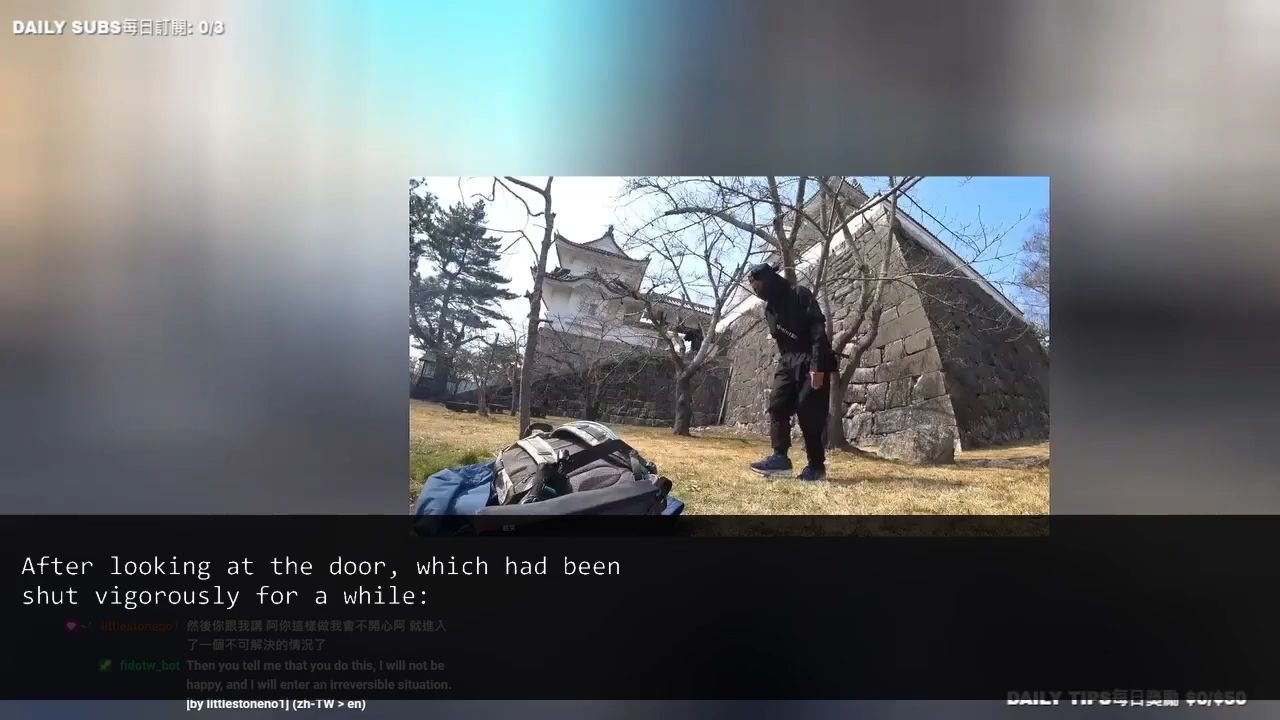 DAILY SUBS每日訂閱: 0/3
After looking at the door, which had been
shut vigorously for a while:
littlestoneno1 然後你跟我講 阿你這樣做我會不開心阿 就進入
了一個不可解決的情況了
fidotw_bot Then you tell me that you do this, I will not be
happy, and I will enter an irreversible situation.
[by littlestoneno1] (zh-TW > en)
DAILY TIPS每日獎勵 $0/$50